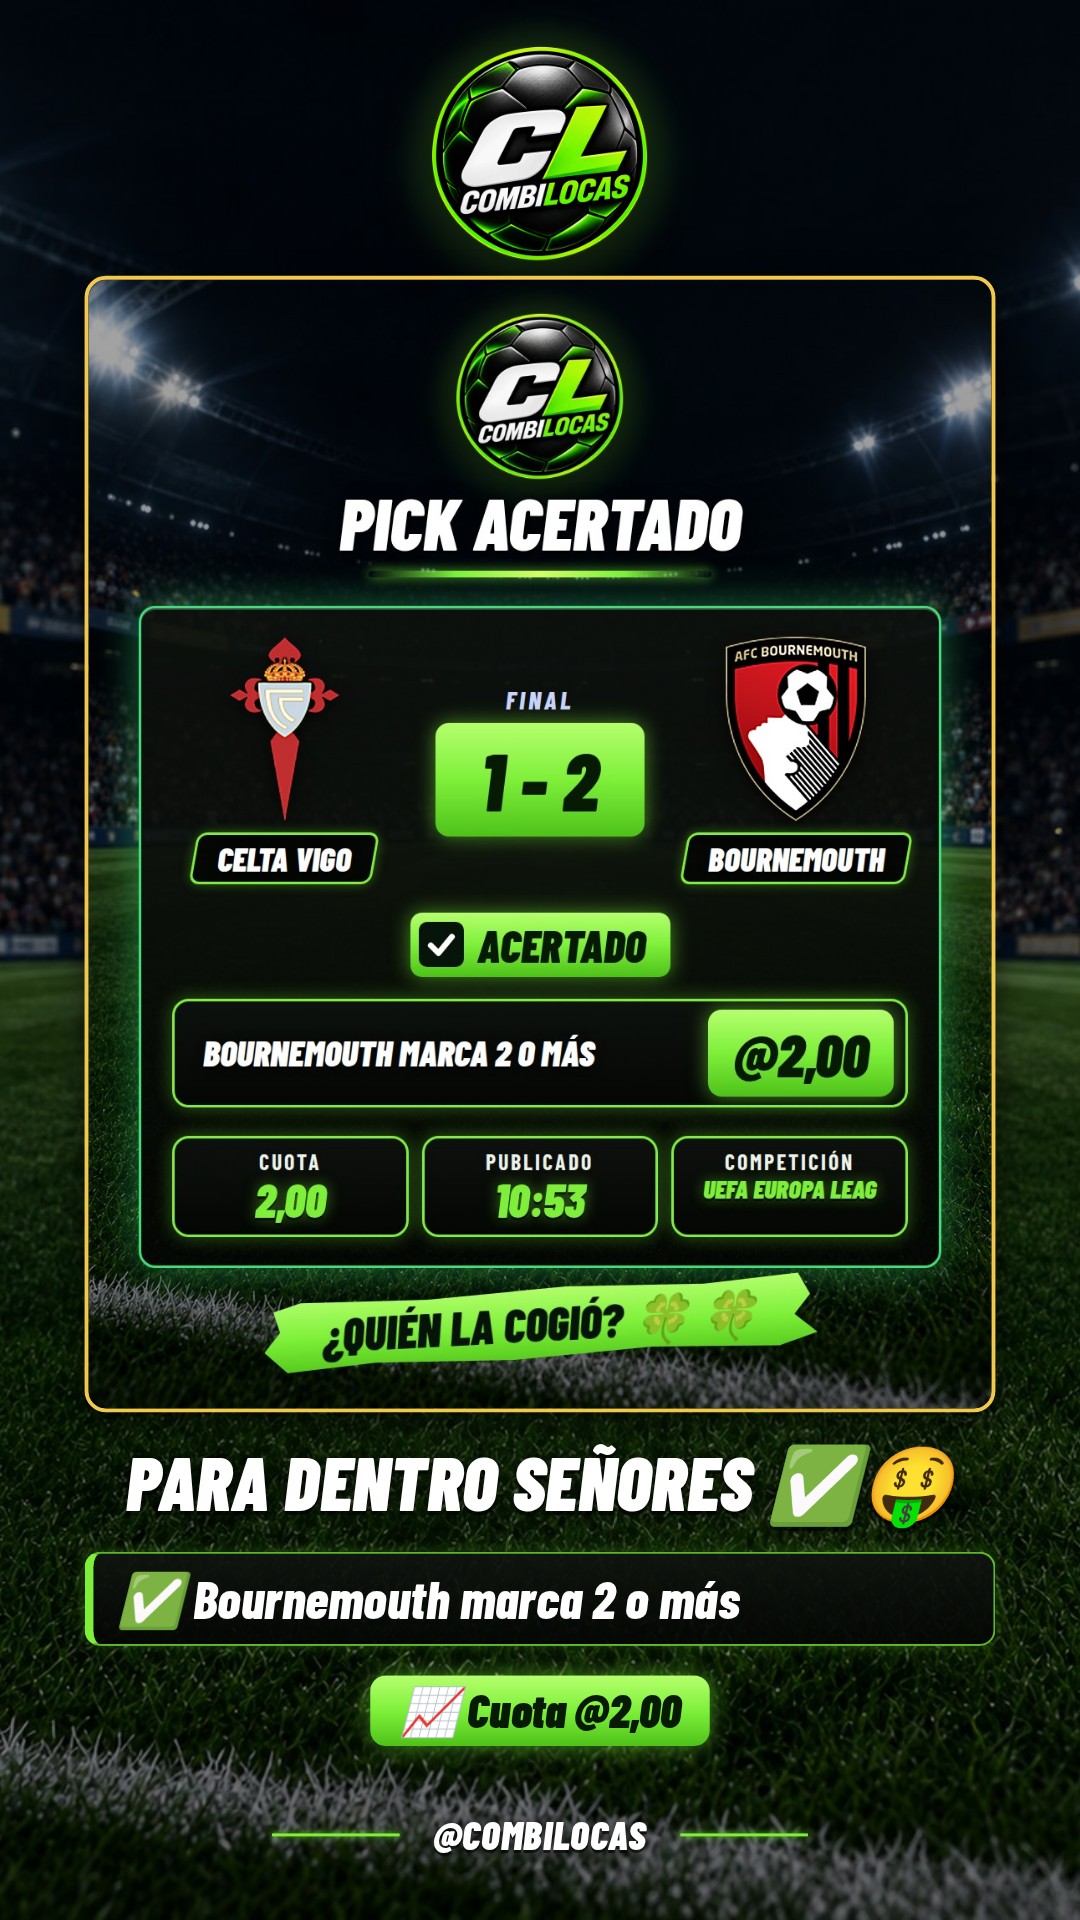 CL
COMBILOCAS
CL
COMBILOCAS
PICK ACERTADO
AFC BOURNEMOUTH
FINAL
1 - 2
CELTA VIGO
BOURNEMOUTH
ACERTADO
BOURNEMOUTH MARCA 2 O MÁS
@2,00
CUOTA
2,00
PUBLICADO
10:53
COMPETICIÓN
UEFA EUROPA LEAG
¿QUIÉN LA COGIÓ? 🍀 🍀
PARA DENTRO SEÑORES ✅🤑
✅ Bournemouth marca 2 o más
📈 Cuota @2,00
@COMBILOCAS